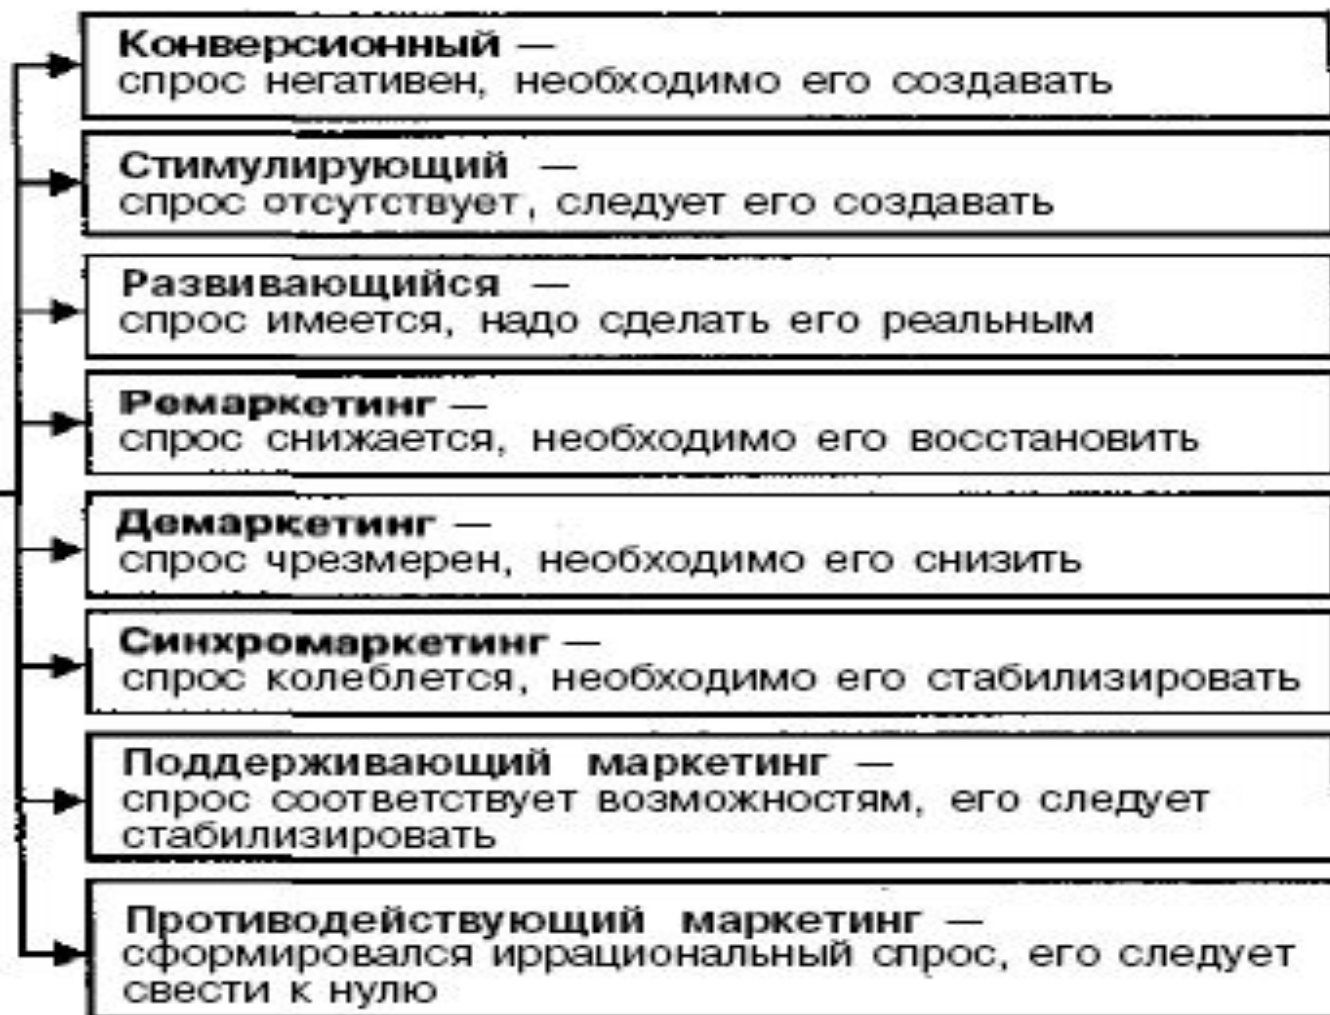 Конверсионный —
спрос негативен, необходимо его создавать
Стимулирующий —
спрос отсутствует, следует его создавать
Развивающийся —
спрос имеется, надо сделать его реальным
Ремаркетинг —
спрос снижается, необходимо его восстановить
Демаркетинг —
спрос чрезмерен, необходимо его снизить
Синхромаркетинг —
спрос колеблется, необходимо его стабилизировать
Поддерживающий маркетинг —
спрос соответствует возможностям, его следует
стабилизировать
Противодействующий маркетинг —
сформировался иррациональный спрос, его следует
свести к нулю